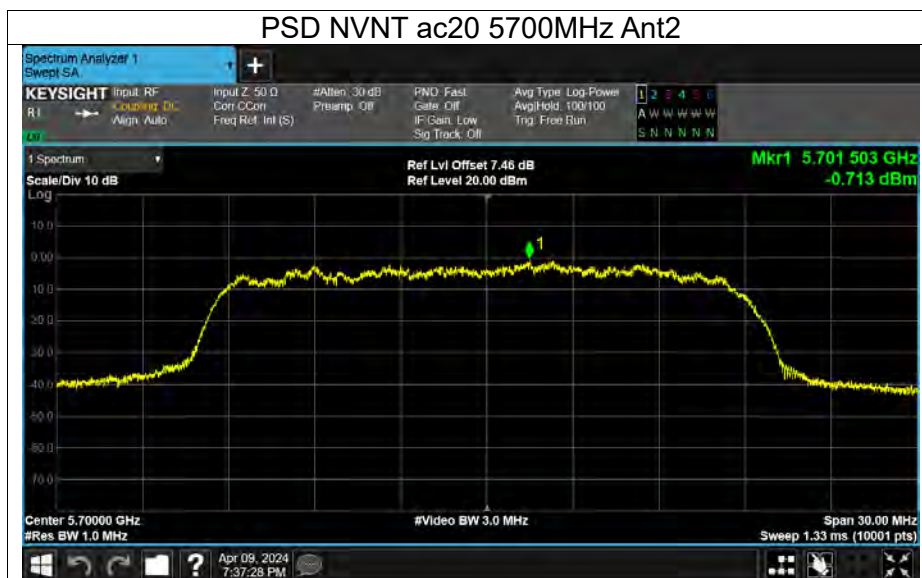 PSD NVNT ac20 5700MHz Ant2
Spectrum Analyzer 1
Swept SA
+
KEYSIGHT Input: RF Input Z: 50 Ω #Atten: 30 dB PNO: Fast Avg Type: Log-Power 1 2 3 4 5 6
Coupling: DC Corr CCorr Preamp: Off Gate: Off Avg|Hold: 100/100 A W W W W W
Align: Auto Freq Ref: Int (S) IF Gain: Low Trig: Free Run
Sig Track: Off S N N N N N
1 Spectrum Ref Lvl Offset 7.46 dB Mkr1 5.701 503 GHz
Scale/Div 10 dB Ref Level 20.00 dBm -0.713 dBm
Log
10.0
0.00
1
-10.0
-20.0
-30.0
-40.0
-50.0
-60.0
-70.0
Center 5.70000 GHz #Video BW 3.0 MHz Span 30.00 MHz
#Res BW 1.0 MHz Sweep 1.33 ms (10001 pts)
? Apr 09, 2024
7:37:28 PM